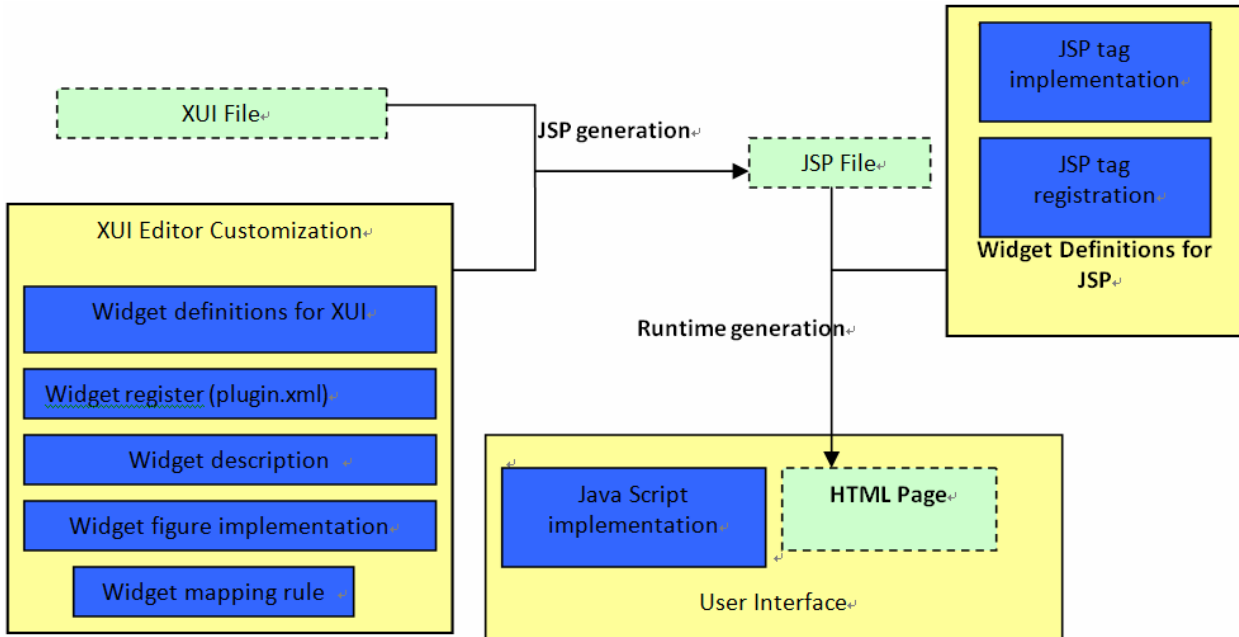 XUI File
JSP generation
JSP File
JSP tag
implementation
JSP tag
registration
Widget Definitions for
JSP
XUI Editor Customization
Widget definitions for XUI
Widget register (plugin.xml)
Widget description
Widget figure implementation
Widget mapping rule
Runtime generation
Java Script
implementation
HTML Page
User Interface